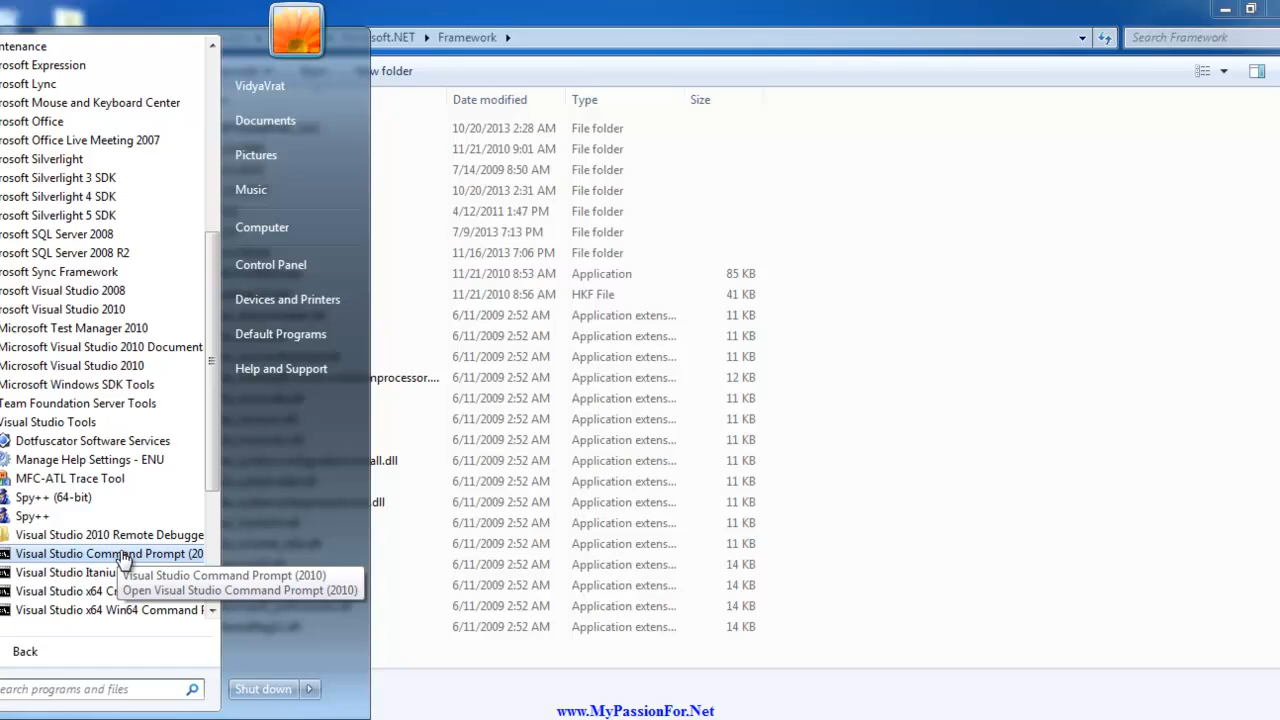 ntenance
rosoft Expression
rosoft Lync
rosoft Mouse and Keyboard Center
rosoft Office
rosoft Office Live Meeting 2007
rosoft Silverlight
rosoft Silverlight 3 SDK
rosoft Silverlight 4 SDK
rosoft Silverlight 5 SDK
rosoft SQL Server 2008
rosoft SQL Server 2008 R2
rosoft Sync Framework
rosoft Visual Studio 2008
rosoft Visual Studio 2010
Microsoft Test Manager 2010
Microsoft Visual Studio 2010 Document
Microsoft Visual Studio 2010
Microsoft Windows SDK Tools
Team Foundation Server Tools
Visual Studio Tools
Dotfuscator Software Services
Manage Help Settings - ENU
MFC-ATL Trace Tool
Spy++ (64-bit)
Spy++
Visual Studio 2010 Remote Debugge
Visual Studio Command Prompt (20
Visual Studio Itaniu
Visual Studio x64 Cr
Visual Studio x64 Win64 Command P
Visual Studio Command Prompt (2010)
Open Visual Studio Command Prompt (2010)
Back
earch programs and files
VidyaVrat
Documents
Pictures
Music
Computer
Control Panel
Devices and Printers
Default Programs
Help and Support
Shut down
soft.NET
Framework
Search Framework
w folder
Date modified Type Size
10/20/2013 2:28 AM File folder
11/21/2010 9:01 AM File folder
7/14/2009 8:50 AM File folder
10/20/2013 2:31 AM File folder
4/12/2011 1:47 PM File folder
7/9/2013 7:13 PM File folder
11/16/2013 7:06 PM File folder
11/21/2010 8:53 AM Application 85 KB
11/21/2010 8:56 AM HKF File 41 KB
6/11/2009 2:52 AM Application extens... 11 KB
6/11/2009 2:52 AM Application extens... 11 KB
6/11/2009 2:52 AM Application extens... 11 KB
nprocessor.... 6/11/2009 2:52 AM Application extens... 12 KB
6/11/2009 2:52 AM Application extens... 11 KB
6/11/2009 2:52 AM Application extens... 11 KB
6/11/2009 2:52 AM Application extens... 11 KB
all.dll 6/11/2009 2:52 AM Application extens... 11 KB
6/11/2009 2:52 AM Application extens... 11 KB
dll 6/11/2009 2:52 AM Application extens... 11 KB
6/11/2009 2:52 AM Application extens... 11 KB
6/11/2009 2:52 AM Application extens... 11 KB
6/11/2009 2:52 AM Application extens... 14 KB
6/11/2009 2:52 AM Application extens... 14 KB
6/11/2009 2:52 AM Application extens... 14 KB
6/11/2009 2:52 AM Application extens... 14 KB
www.MyPassionFor.Net